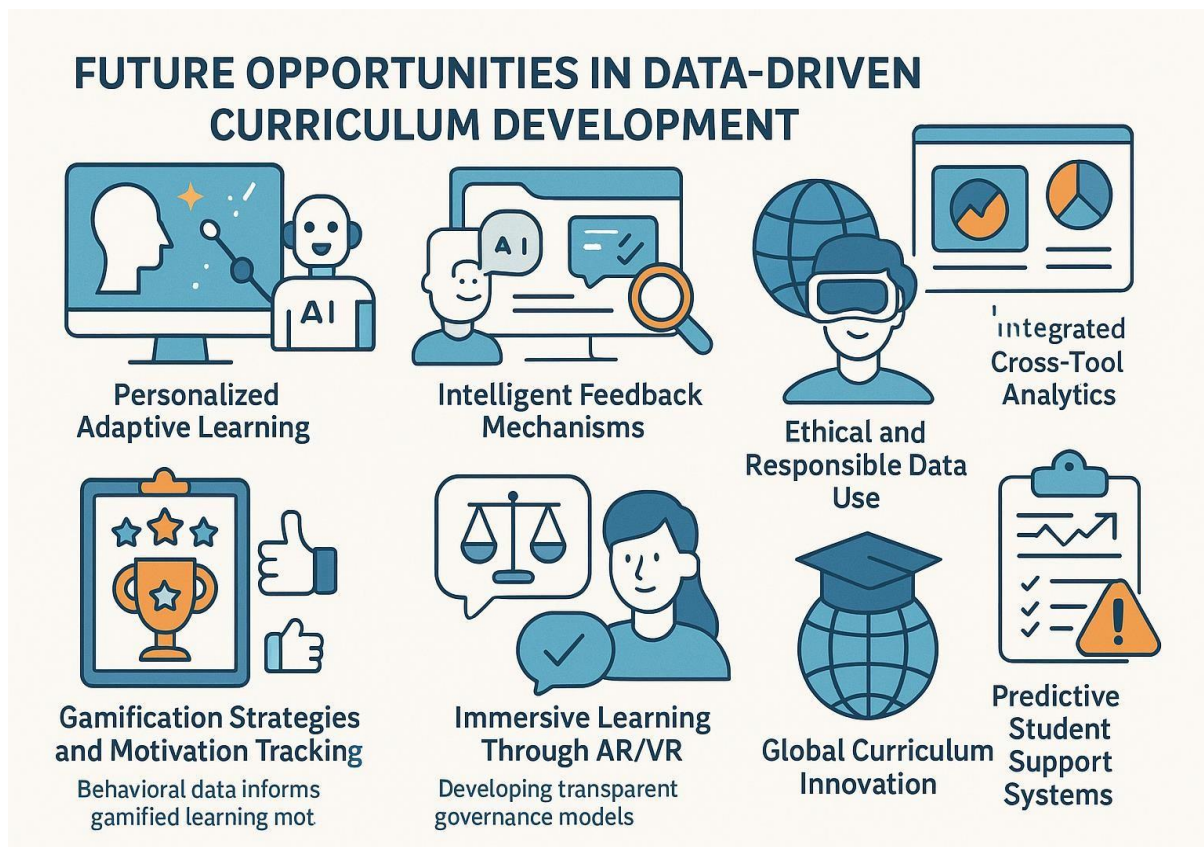 FUTURE OPPORTUNITIES IN DATA-DRIVEN
CURRICULUM DEVELOPMENT
AI
Personalized
Adaptive Learning
AI
Intelligent Feedback
Mechanisms
Ethical and
Responsible Data
Use
Integrated
Cross-Tool
Analytics
Gamification Strategies
and Motivation Tracking
Behavioral data informs
gamified learning mot
Immersive Learning
Through AR/VR
Developing transparent
governance models
Global Curriculum
Innovation
Predictive
Student
Support
Systems